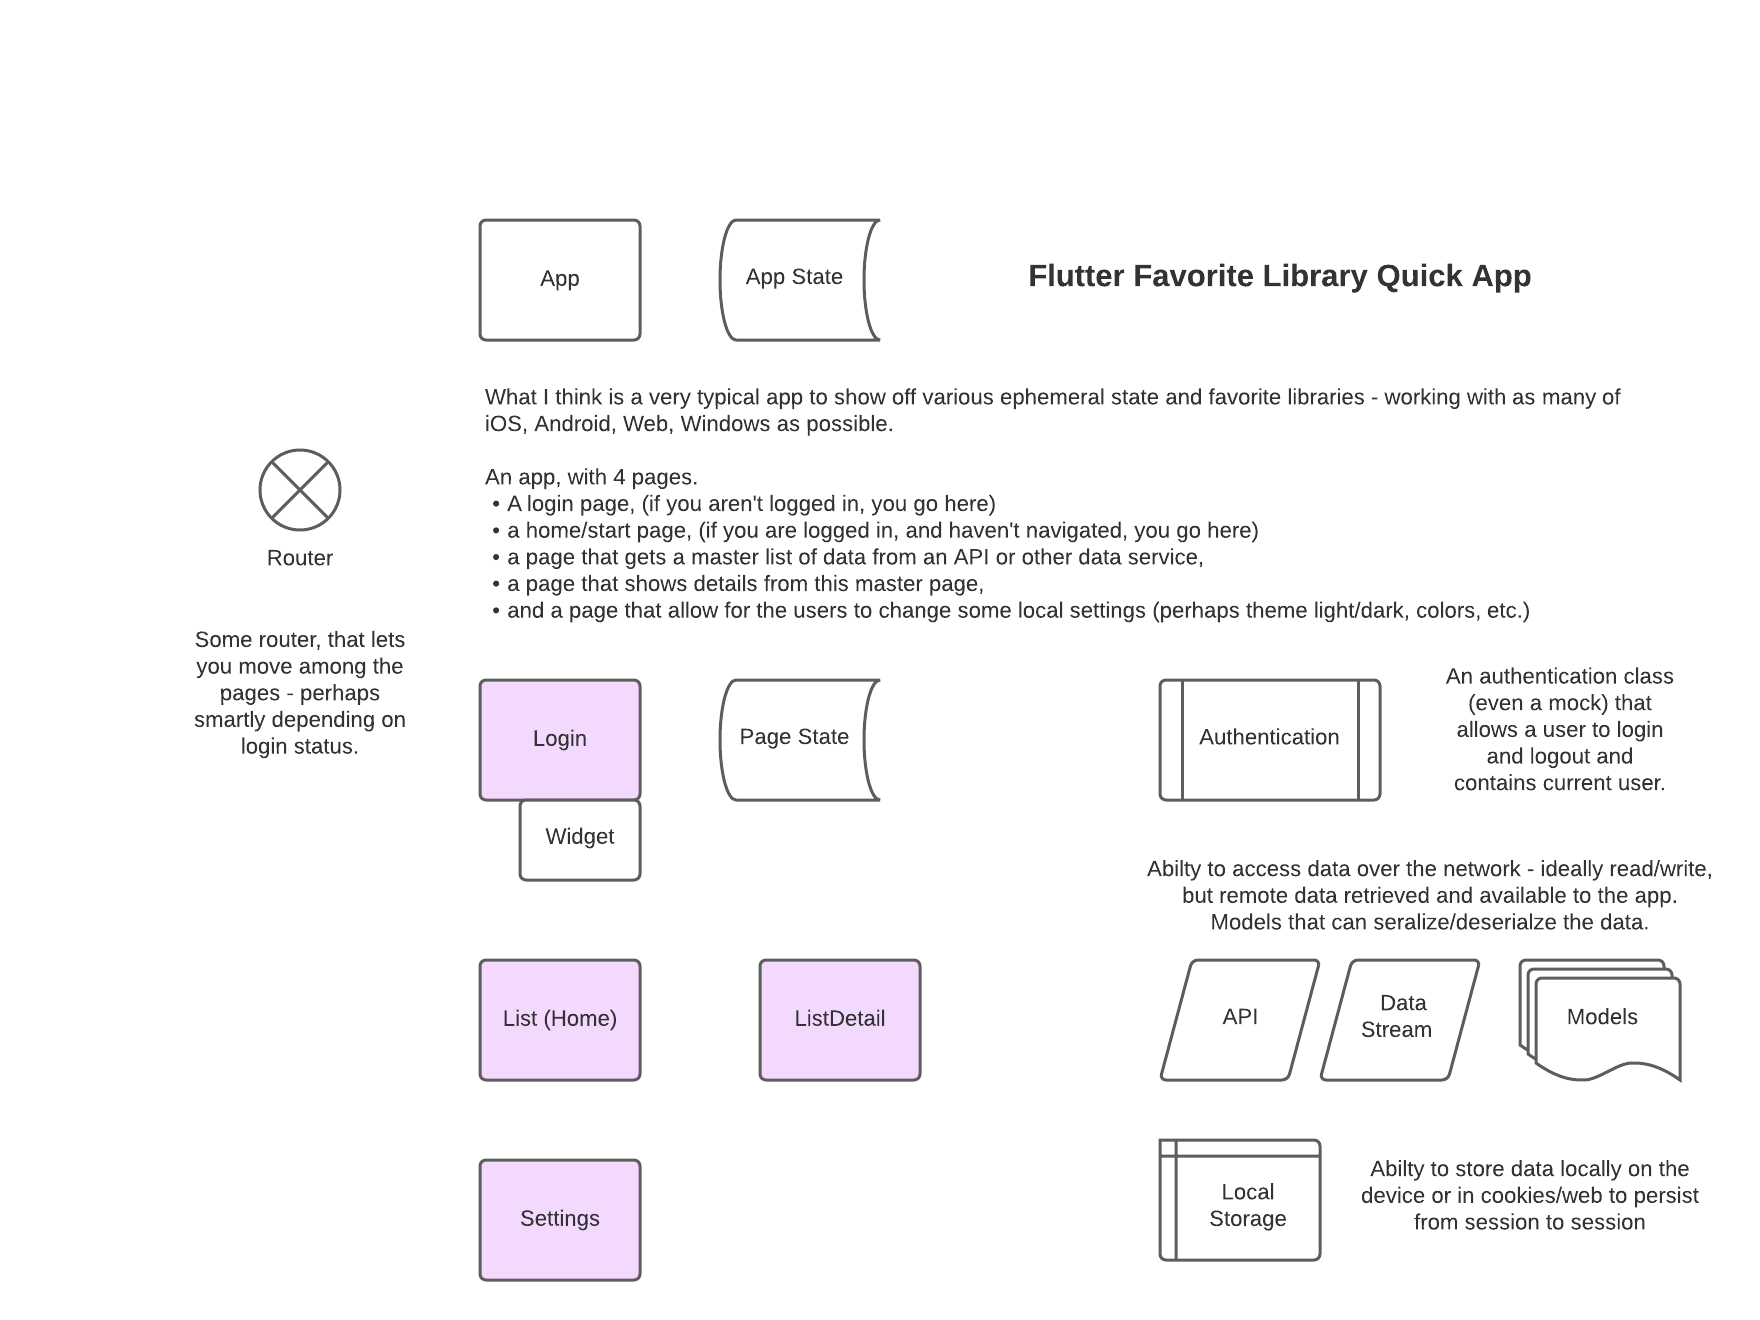 App
App State
Flutter Favorite Library Quick App
What I think is a very typical app to show off various ephemeral state and favorite libraries - working with as many of
iOS, Android, Web, Windows as possible.
An app, with 4 pages.
• A login page, (if you aren't logged in, you go here)
• a home/start page, (if you are logged in, and haven't navigated, you go here)
• a page that gets a master list of data from an API or other data service,
• a page that shows details from this master page,
• and a page that allow for the users to change some local settings (perhaps theme light/dark, colors, etc.)
Router
Some router, that lets
you move among the
pages - perhaps
smartly depending on
login status.
Login
Widget
Page State
Authentication
An authentication class
(even a mock) that
allows a user to login
and logout and
contains current user.
Abilty to access data over the network - ideally read/write,
but remote data retrieved and available to the app.
Models that can seralize/deserialze the data.
List (Home)
ListDetail
API
Data
Stream
Models
Settings
Local
Storage
Abilty to store data locally on the
device or in cookies/web to persist
from session to session